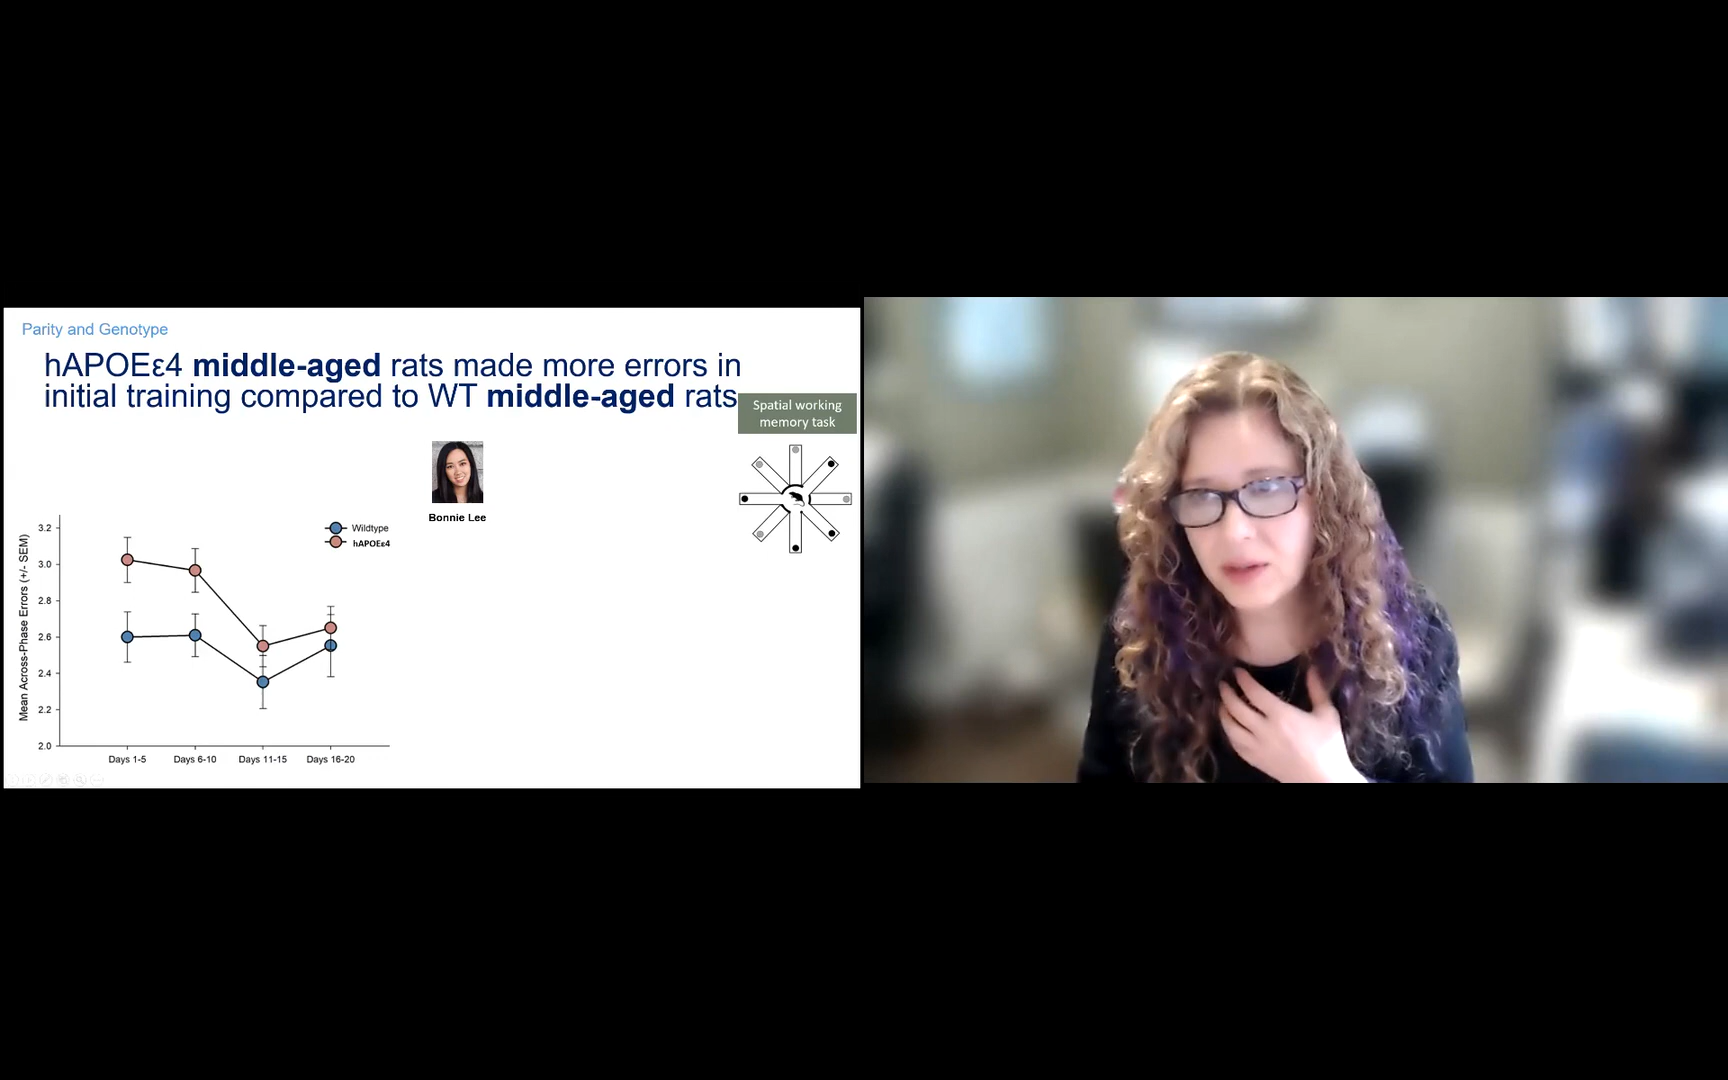 Parity and Genotype
hAPOEε4 middle-aged rats made more errors in
initial training compared to WT middle-aged rats
Spatial working
memory task
Bonnie Lee
Wildtype
hAPOEε4
Mean Across-Phase Errors (+/- SEM)
3.2
3.0
2.8
2.6
2.4
2.2
2.0
Days 1-5
Days 6-10
Days 11-15
Days 16-20